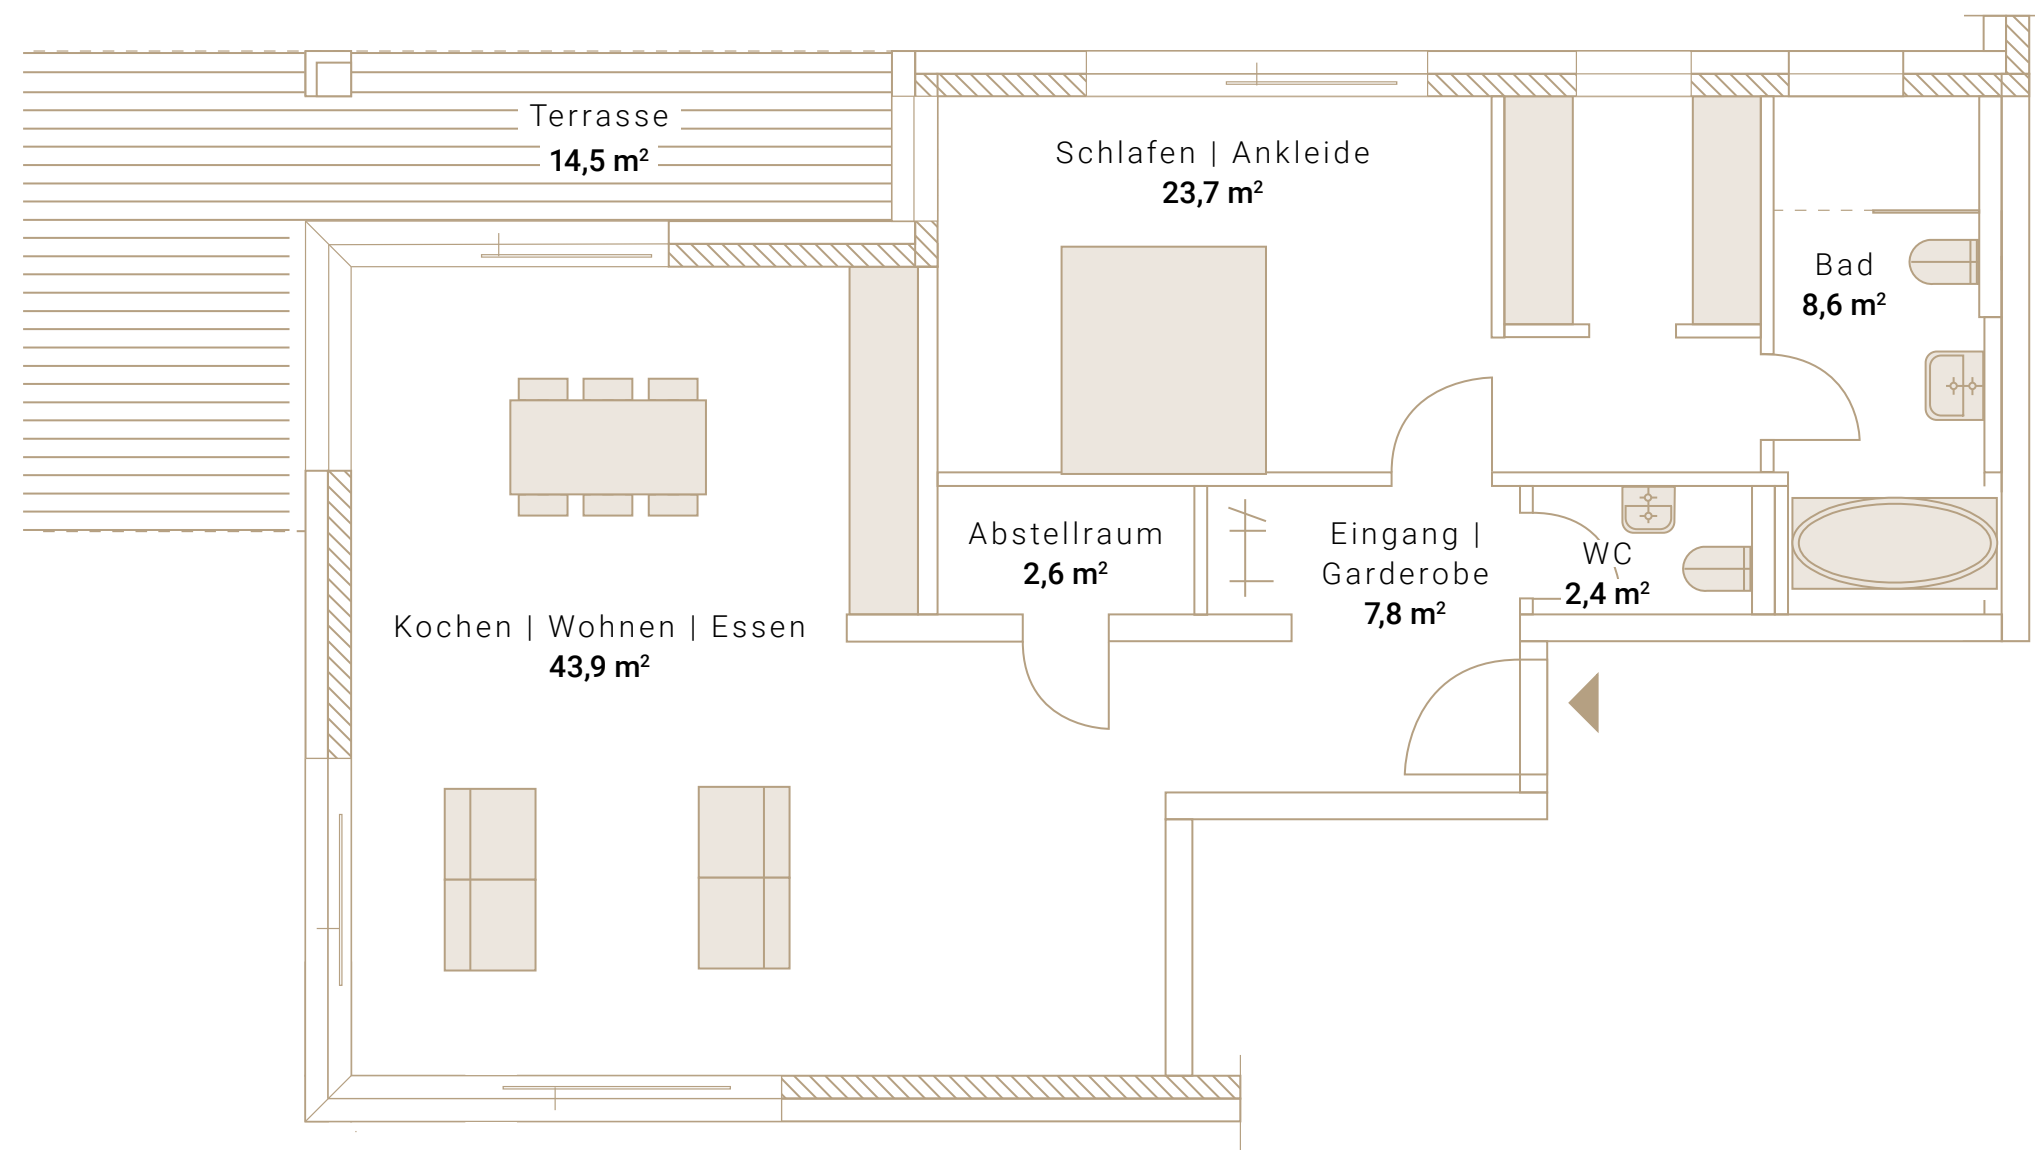 Terrasse
14,5 m²
Schlafen | Ankleide
23,7 m²
Bad
8,6 m²
Abstellraum
2,6 m²
Eingang |
Garderobe
7,8 m²
WC
2,4 m²
Kochen | Wohnen | Essen
43,9 m²